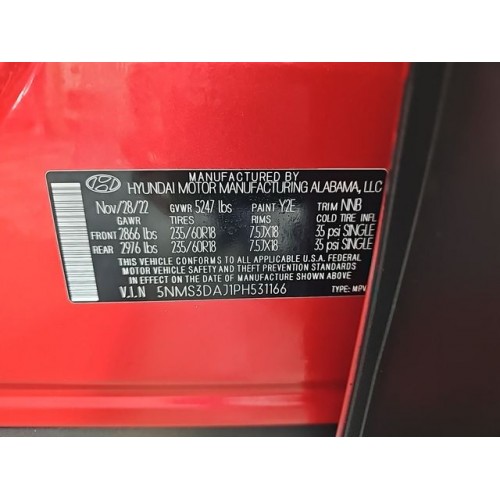 MANUFACTURED BY
HYUNDAI MOTOR MANUFACTURING ALABAMA, LLC
Nov/28/22 GVWR 5247 lbs PAINT Y2E TRIM NNB
GAWR TIRES RIMS COLD TIRE INFL
FRONT 2866 lbs 235/60R18 7.5JX18 35 psi SINGLE
REAR 2976 lbs 235/60R18 7.5JX18 35 psi SINGLE
THIS VEHICLE CONFORMS TO ALL APPLICABLE U.S.A. FEDERAL
MOTOR VEHICLE SAFETY AND THEFT PREVENTION STANDARDS
IN EFFECT ON THE DATE OF MANUFACTURE SHOWN ABOVE
V.I.N 5NMS3DAJ1PH531166 TYPE: MPV